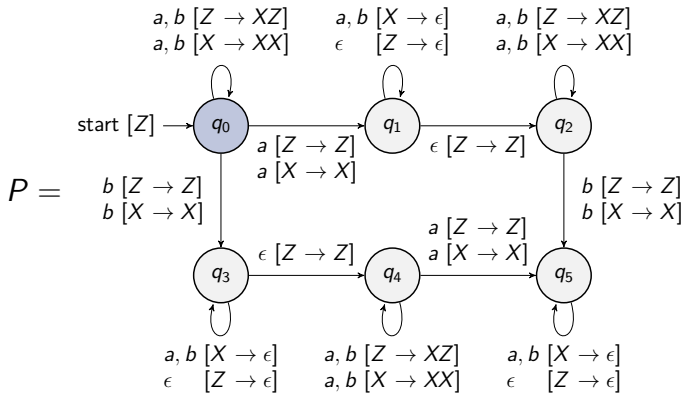 a, b [Z → XZ]
a, b [X → XX]
a, b [X → ϵ]
ϵ [Z → ϵ]
a, b [Z → XZ]
a, b [X → XX]
start [Z]
q0
q1
q2
a [Z → Z]
a [X → X]
ϵ [Z → Z]
P =
b [Z → Z]
b [X → X]
b [Z → Z]
b [X → X]
a [Z → Z]
a [X → X]
ϵ [Z → Z]
q3
q4
q5
a, b [X → ϵ]
ϵ [Z → ϵ]
a, b [Z → XZ]
a, b [X → XX]
a, b [X → ϵ]
ϵ [Z → ϵ]